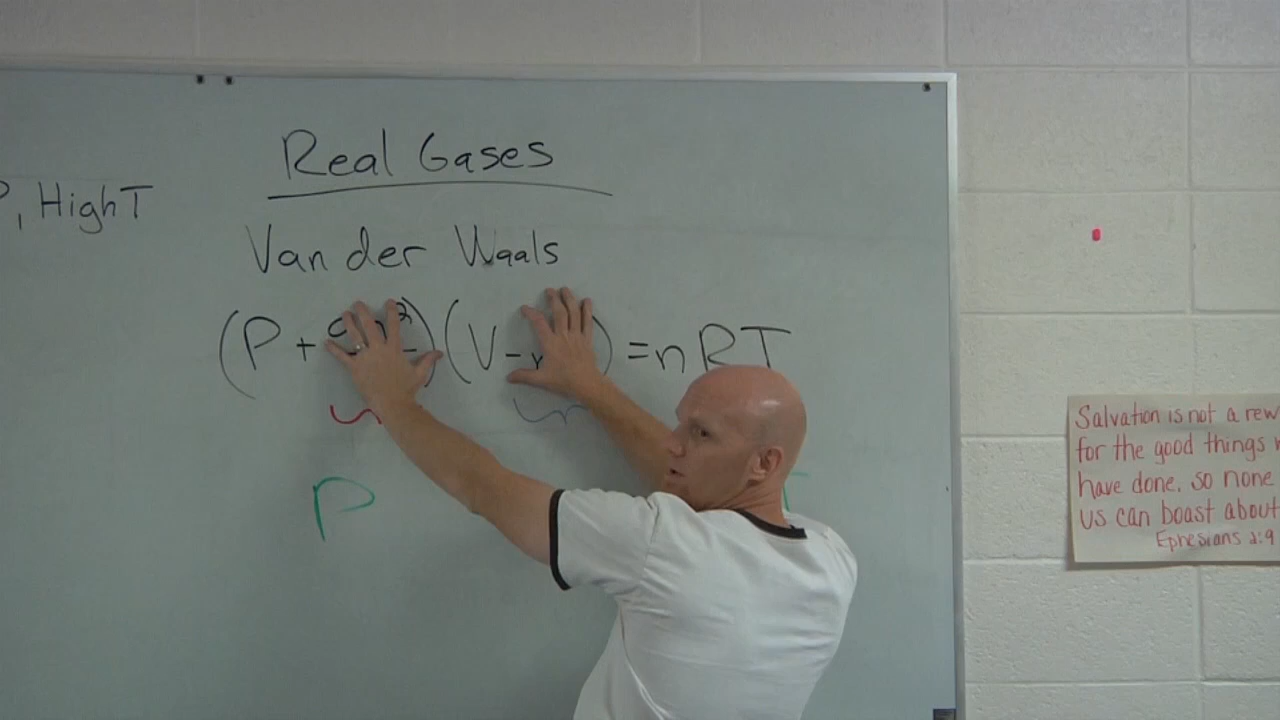 Real Gases
, High T
Van der Waals
(P + n²) (V - ) = nRT
P T
Salvation is not a rew
for the good things
have done, so none
us can boast about
Ephesians 2:9